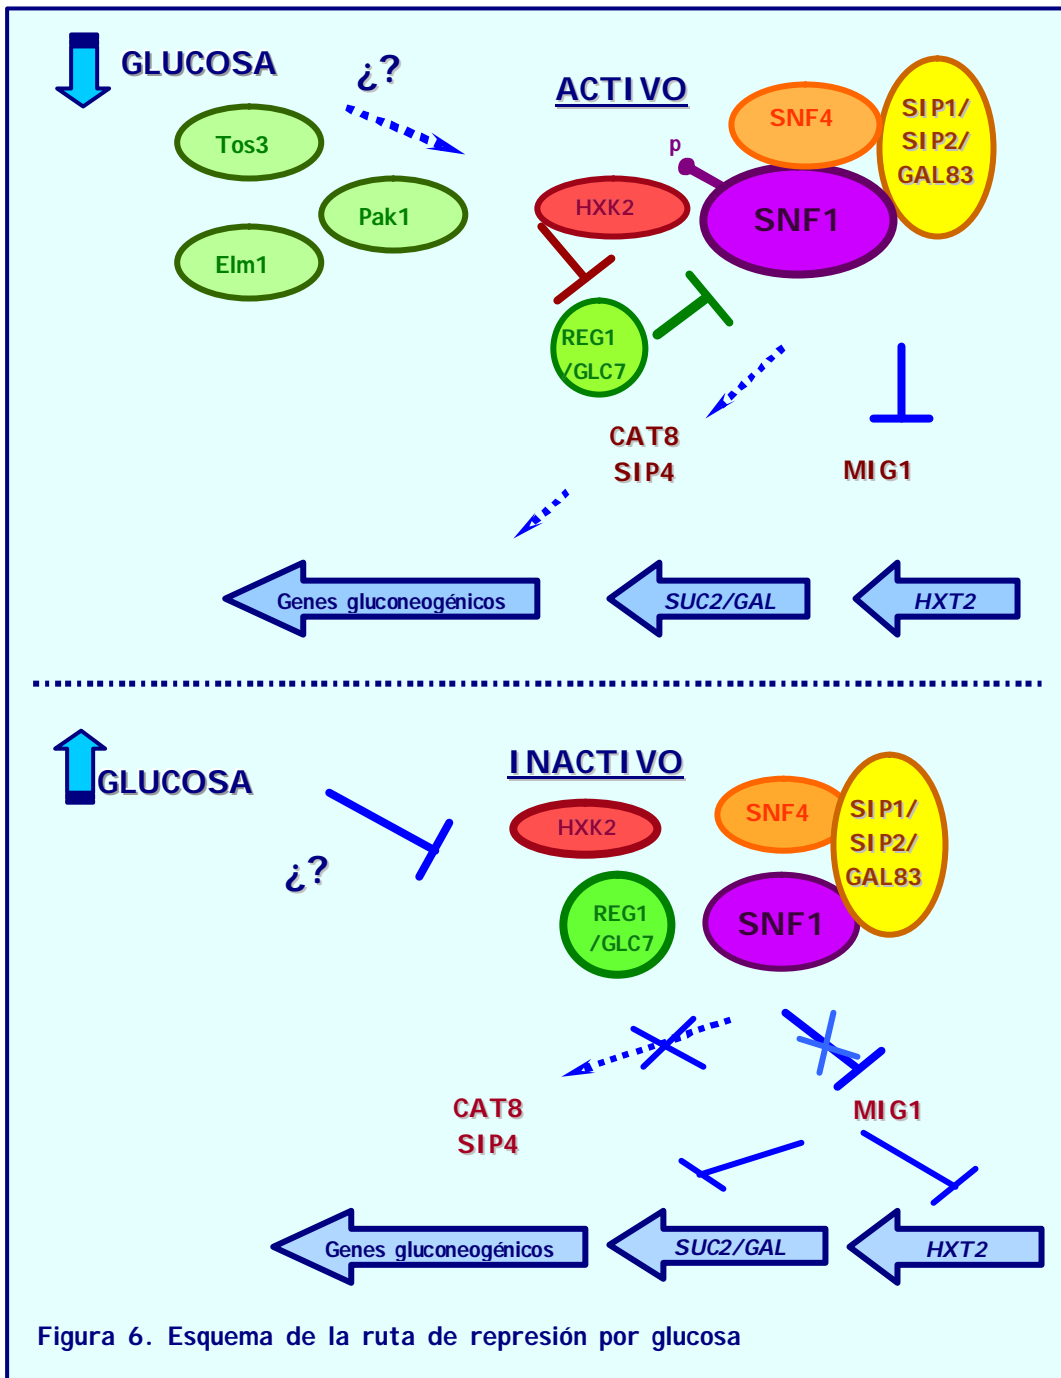 GLUCOSA
¿?
ACTIVO
Tos3
Pak1
Elm1
HXK2
p
SNF4
SIP1/
SIP2/
GAL83
SNF1
REG1
/GLC7
CAT8
SIP4
MIG1
Genes gluconeogénicos
SUC2/GAL
HXT2
GLUCOSA
¿?
INACTIVO
HXK2
SNF4
SIP1/
SIP2/
GAL83
REG1
/GLC7
SNF1
CAT8
SIP4
MIG1
Genes gluconeogénicos
SUC2/GAL
HXT2
Figura 6. Esquema de la ruta de represión por glucosa